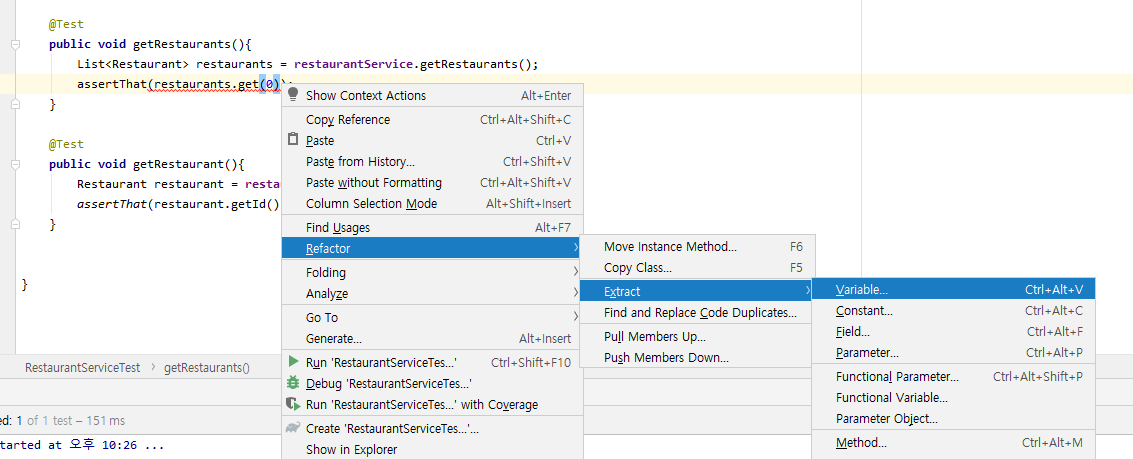 @Test
public void getRestaurants(){
List<Restaurant> restaurants = restaurantService.getRestaurants();
assertThat(restaurants.get(0));
}
@Test
public void getRestaurant(){
Restaurant restaurant = resta
assertThat(restaurant.getId()
}
}
Show Context Actions Alt+Enter
Copy Reference Ctrl+Alt+Shift+C
Paste Ctrl+V
Paste from History... Ctrl+Shift+V
Paste without Formatting Ctrl+Alt+Shift+V
Column Selection Mode Alt+Shift+Insert
Find Usages Alt+F7
Refactor
Folding
Analyze
Go To
Generate... Alt+Insert
Run 'RestaurantServiceTes...' Ctrl+Shift+F10
Debug 'RestaurantServiceTes...'
Run 'RestaurantServiceTes...' with Coverage
Create 'RestaurantServiceTes...'...
Show in Explorer
Move Instance Method... F6
Copy Class... F5
Extract
Find and Replace Code Duplicates...
Pull Members Up...
Push Members Down...
Variable... Ctrl+Alt+V
Constant... Ctrl+Alt+C
Field... Ctrl+Alt+F
Parameter... Ctrl+Alt+P
Functional Parameter... Ctrl+Alt+Shift+P
Functional Variable...
Parameter Object...
Method... Ctrl+Alt+M
RestaurantServiceTest › getRestaurants()
ed: 1 of 1 test – 151 ms
tarted at 오후 10:26 ...